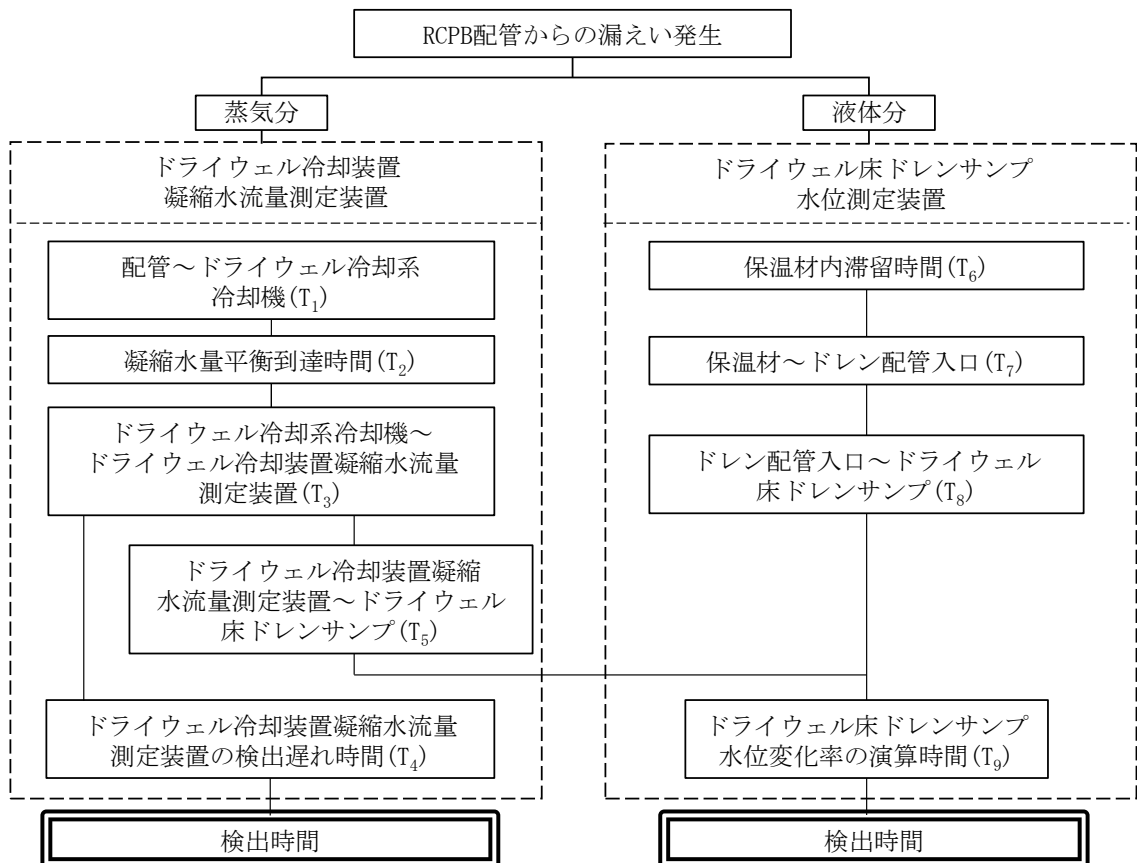 RCPB配管からの漏えい発生
蒸気分
液体分
ドライウェル冷却装置
凝縮水流量測定装置
ドライウェル床ドレンサンプ
水位測定装置
配管~ドライウェル冷却系
冷却機(T₁)
凝縮水量平衡到達時間(T₂)
ドライウェル冷却系冷却機~
ドライウェル冷却装置凝縮水流量
測定装置(T₃)
ドライウェル冷却装置凝縮
水流量測定装置~ドライウェル
床ドレンサンプ(T₅)
ドライウェル冷却装置凝縮水流量
測定装置の検出遅れ時間(T₄)
検出時間
保温材内滞留時間(T₆)
保温材~ドレン配管入口(T₇)
ドレン配管入口~ドライウェル
床ドレンサンプ(T₈)
ドライウェル床ドレンサンプ
水位変化率の演算時間(T₉)
検出時間